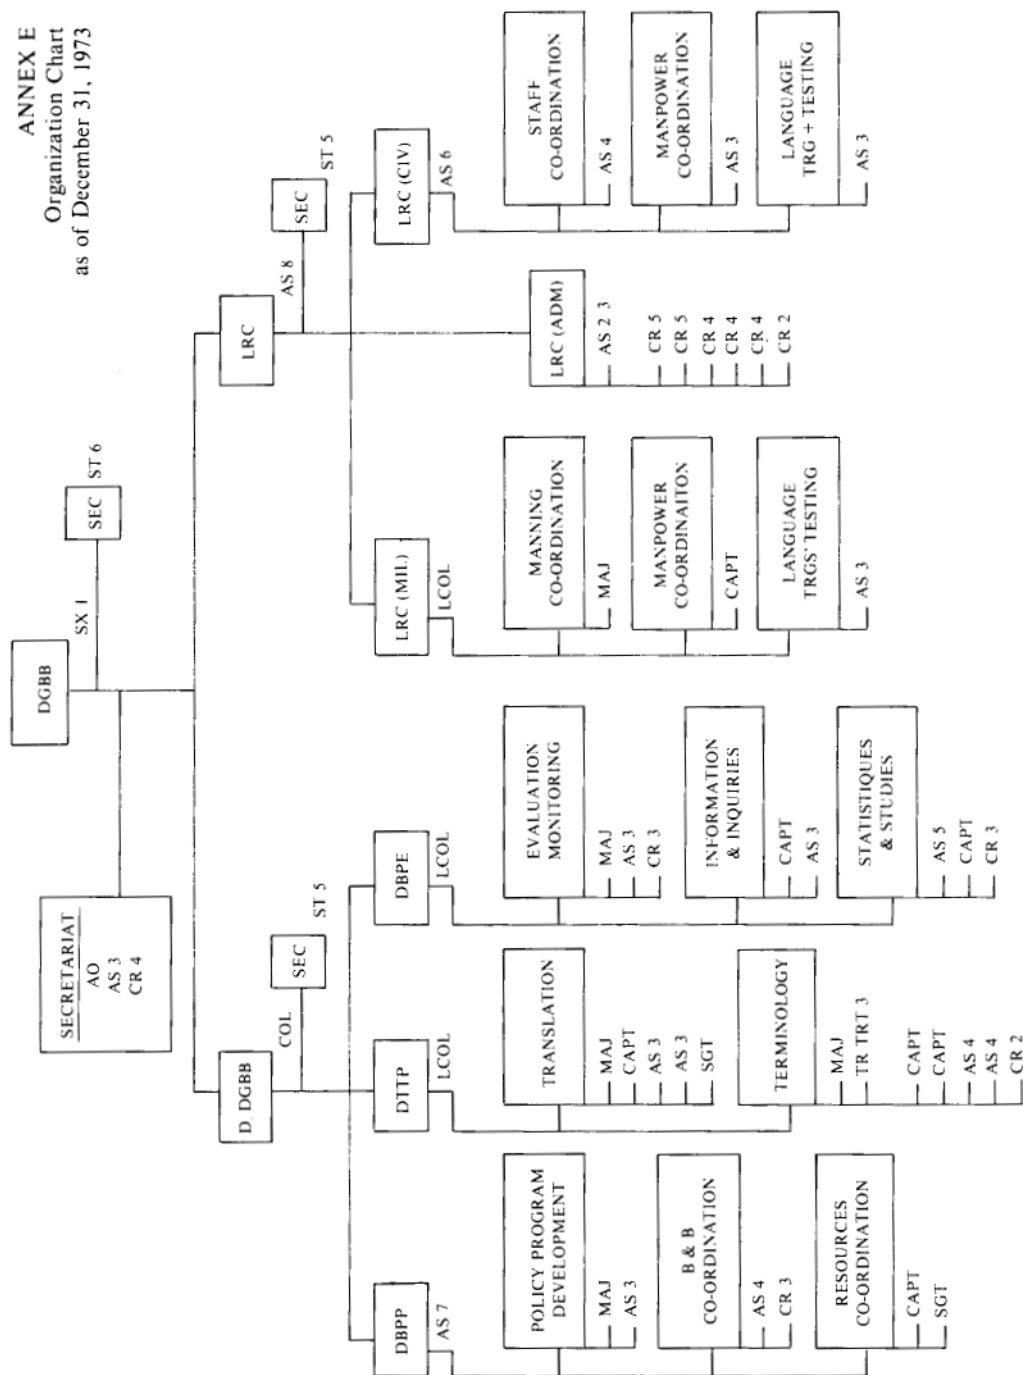 ANNEX E
Organization Chart
as of December 31, 1973
DGBB
SX 1
SEC
ST 6
SECRETARIAT
AO
AS 3
CR 4
D. DGBB
COL
SEC
ST 5
LRC
AS 8
SEC
ST 5
DBPP
AS 7
DTTP
LCOL
DBPE
LCOL
LRC (MIL)
LCOL
LRC (ADM)
AS 2 3
CR 5
CR 5
CR 4
CR 4
CR 4
CR 2
LRC (CIV)
AS 6
POLICY PROGRAM
DEVELOPMENT
MAJ
AS 3
B & B
CO-ORDINATION
AS 4
CR 3
RESOURCES
CO-ORDINATION
CAPT
SGT
TRANSLATION
MAJ
CAPT
AS 3
AS 3
SGT
TERMINOLOGY
MAJ
TR TRT 3
CAPT
CAPT
AS 4
AS 4
CR 2
EVALUATION
MONITORING
MAJ
AS 3
CR 3
INFORMATION
& INQUIRIES
CAPT
AS 3
STATISTIQUES
& STUDIES
AS 5
CAPT
CR 3
MANNING
CO-ORDINATION
MAJ
MANPOWER
CO-ORDINAITON
CAPT
LANGUAGE
TRGS' TESTING
AS 3
STAFF
CO-ORDINATION
AS 4
MANPOWER
CO-ORDINATION
AS 3
LANGUAGE
TRG + TESTING
AS 3